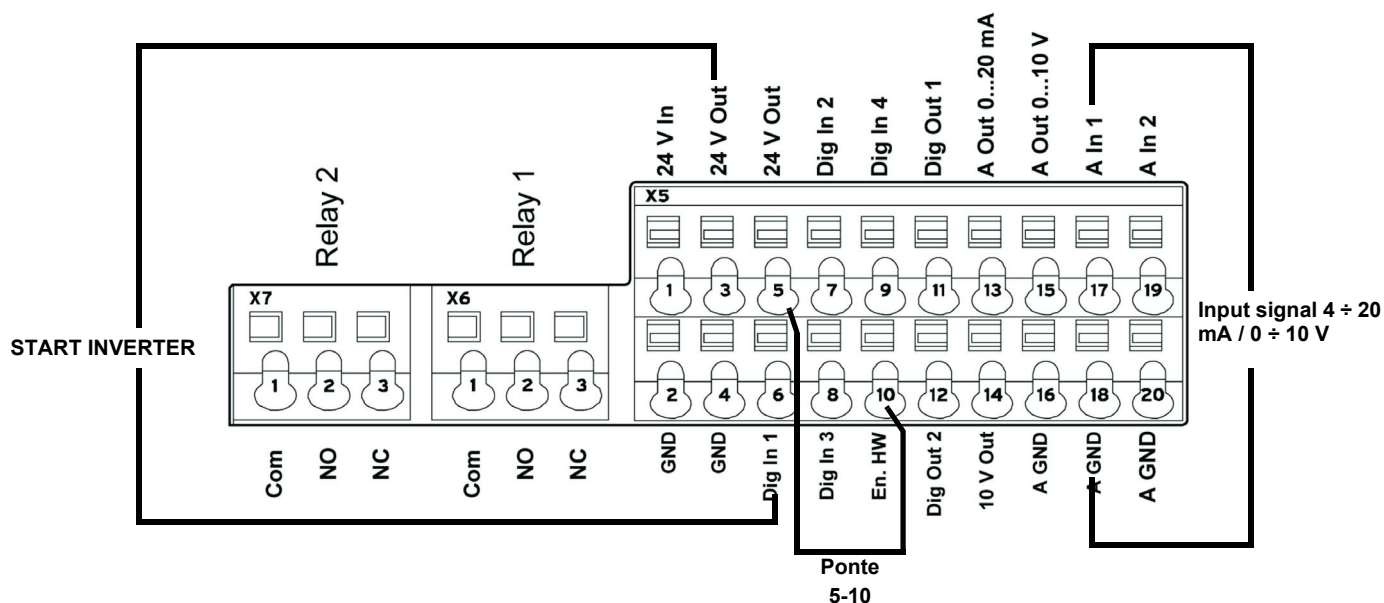 24 V In
24 V Out
24 V Out
Dig In 2
Dig In 4
Dig Out 1
A Out 0...20 mA
A Out 0...10 V
A In 1
A In 2
Relay 2
Relay 1
X5
1
3
5
7
9
11
13
15
17
19
X7
X6
Input signal 4 ÷ 20
mA / 0 ÷ 10 V
START INVERTER
1
2
3
1
2
3
2
4
6
8
10
12
14
16
18
20
Com
NO
NC
Com
NO
NC
GND
GND
Dig In 1
Dig In 3
En. HW
Dig Out 2
10 V Out
A GND
A GND
A GND
Ponte
5-10